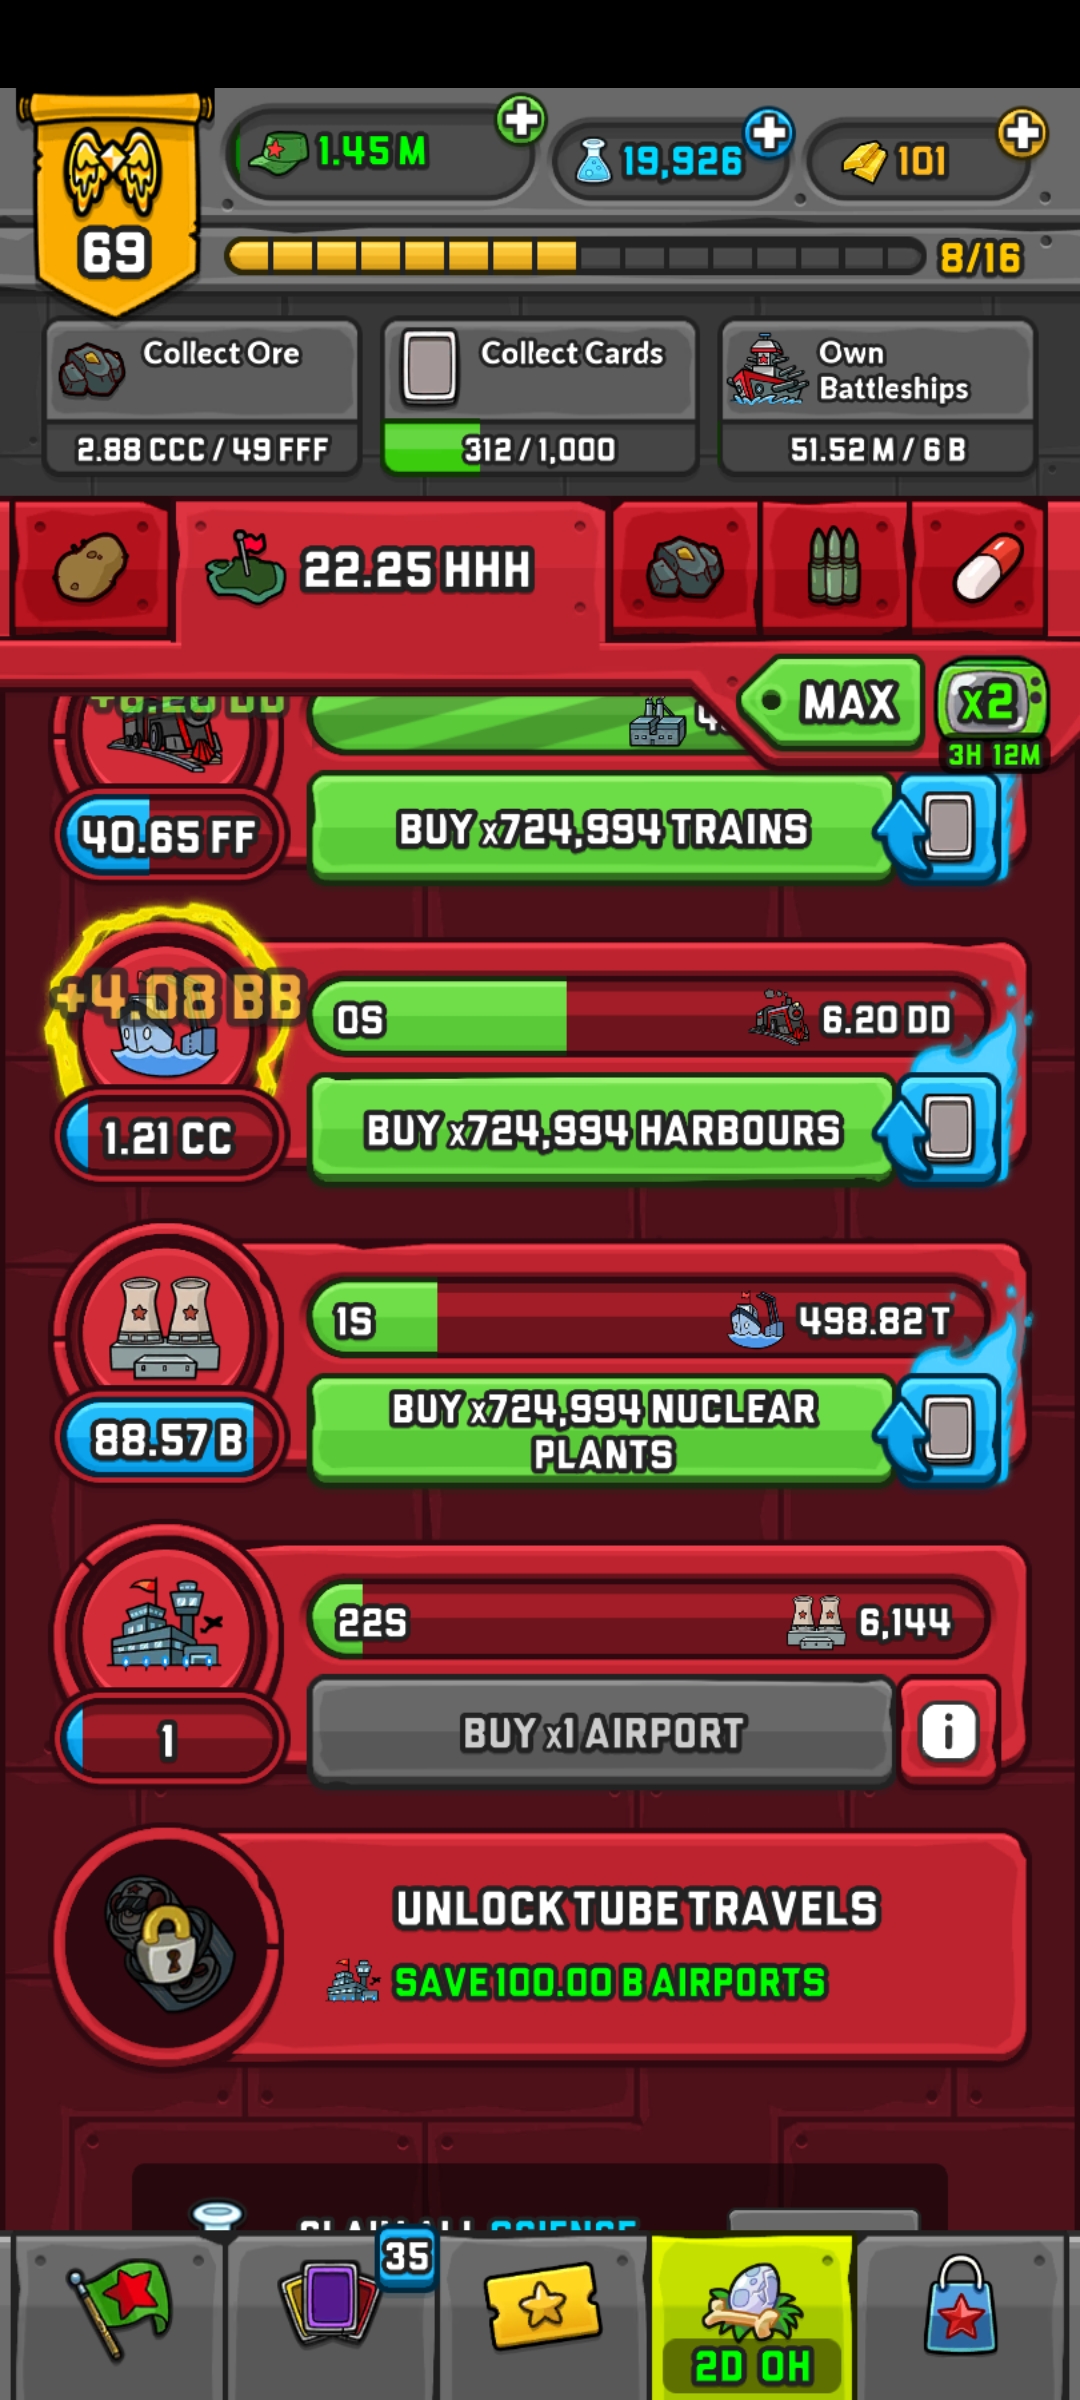 69
1.45 M
19,926
101
8/16
Collect Ore
2.88 CCC / 49 FFF
Collect Cards
312 / 1,000
Own
Battleships
51.52 M / 6 B
22.25 HHH
MAX
x2
3H 12M
40.65 FF
BUY x724,994 TRAINS
+4.08 BB
0S
6.20 DD
1.21 CC
BUY x724,994 HARBOURS
1S
498.82 T
88.57 B
BUY x724,994 NUCLEAR
PLANTS
22S
6,144
1
BUY x1 AIRPORT
i
UNLOCK TUBE TRAVELS
SAVE 100.00 B AIRPORTS
CLAIM ALL SCIENCE
35
2D 0H